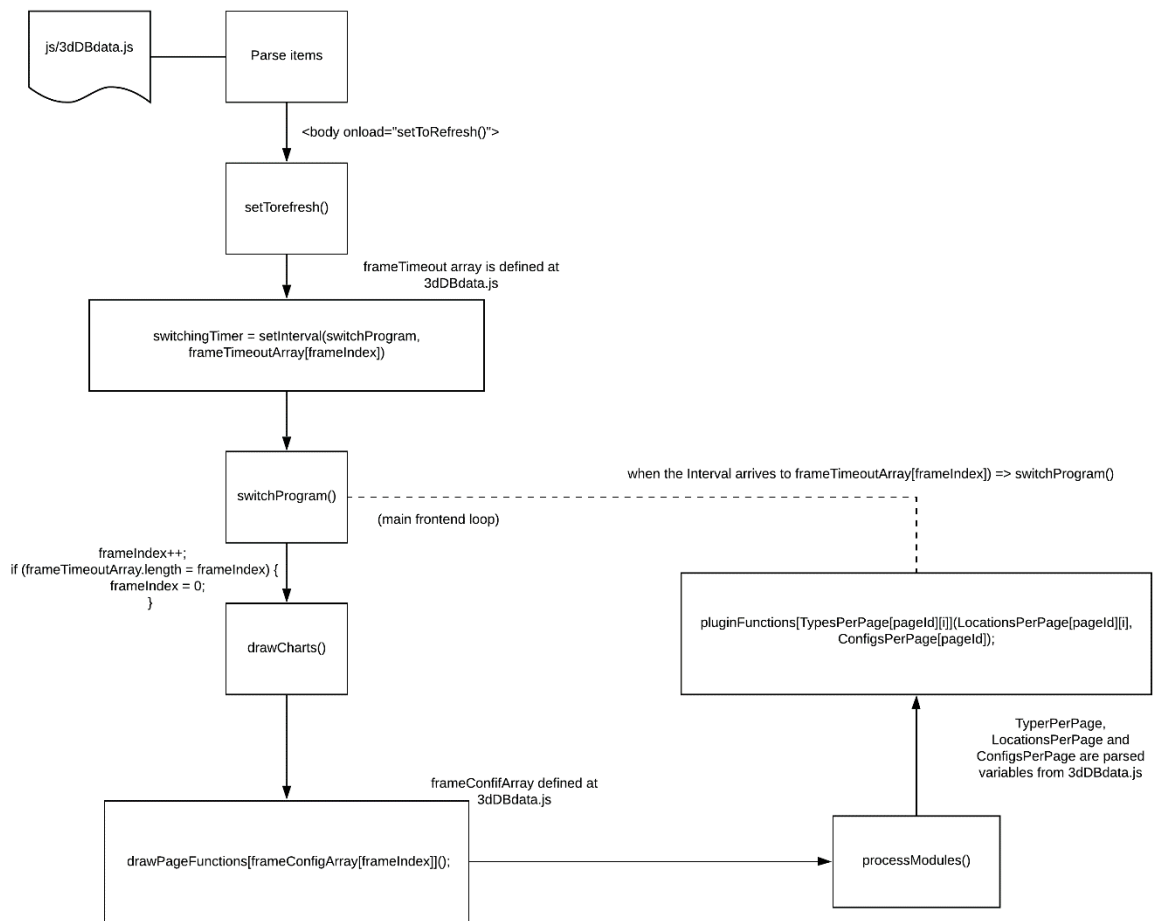 js/3dDBdata.js
Parse items
<body onload="setToRefresh()">
setTorefresh()
frameTimeout array is defined at
3dDBdata.js
switchingTimer = setInterval(switchProgram,
frameTimeoutArray[frameIndex])
switchProgram()
when the Interval arrives to frameTimeoutArray[frameIndex]) => switchProgram()
(main frontend loop)
frameIndex++;
if (frameTimeoutArray.length = frameIndex) {
frameIndex = 0;
}
drawCharts()
pluginFunctions[TypesPerPage[pageId][i]](LocationsPerPage[pageId][i],
ConfigsPerPage[pageId]);
TyperPerPage,
LocationsPerPage and
ConfigsPerPage are parsed
variables from 3dDBdata.js
frameConfifArray defined at
3dDBdata.js
drawPageFunctions[frameConfigArray[frameIndex]]();
processModules()